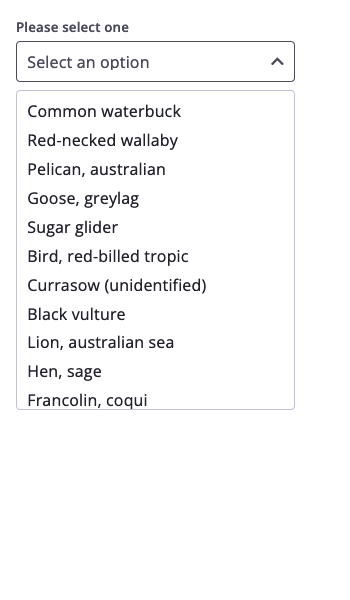 Please select one
Select an option
Common waterbuck
Red-necked wallaby
Pelican, australian
Goose, greylag
Sugar glider
Bird, red-billed tropic
Currasow (unidentified)
Black vulture
Lion, australian sea
Hen, sage
Francolin, coqui